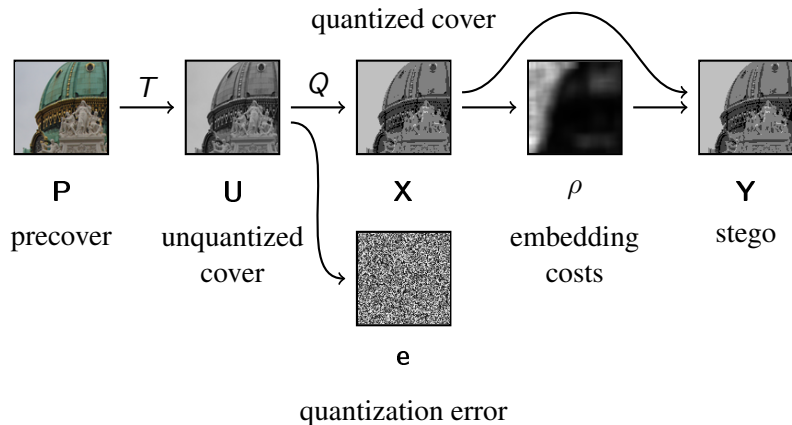 quantized cover
T
Q
P
U
X
ρ
Y
precover
unquantized
cover
embedding
costs
stego
e
quantization error